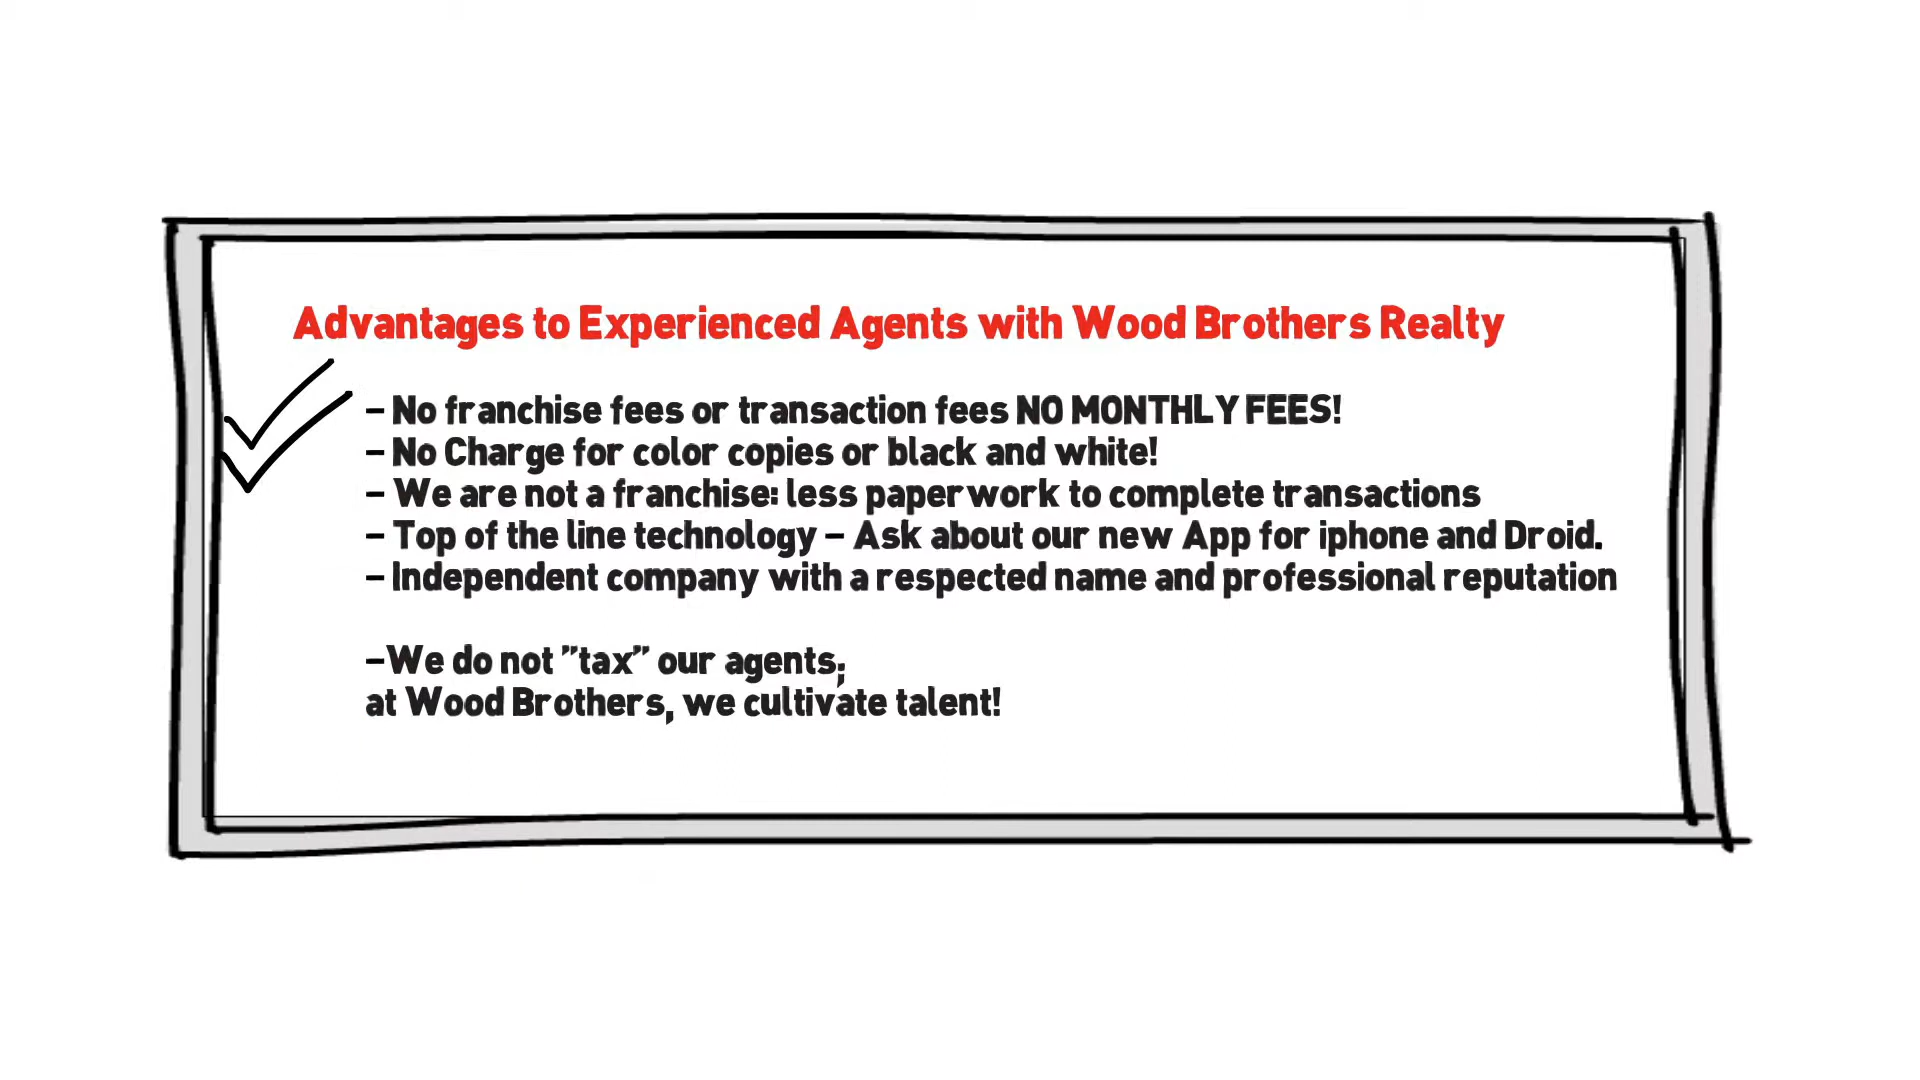 Advantages to Experienced Agents with Wood Brothers Realty
– No franchise fees or transaction fees NO MONTHLY FEES!
– No Charge for color copies or black and white!
– We are not a franchise: less paperwork to complete transactions
– Top of the line technology – Ask about our new App for iphone and Droid.
– Independent company with a respected name and professional reputation
–We do not ”tax” our agents;
at Wood Brothers, we cultivate talent!